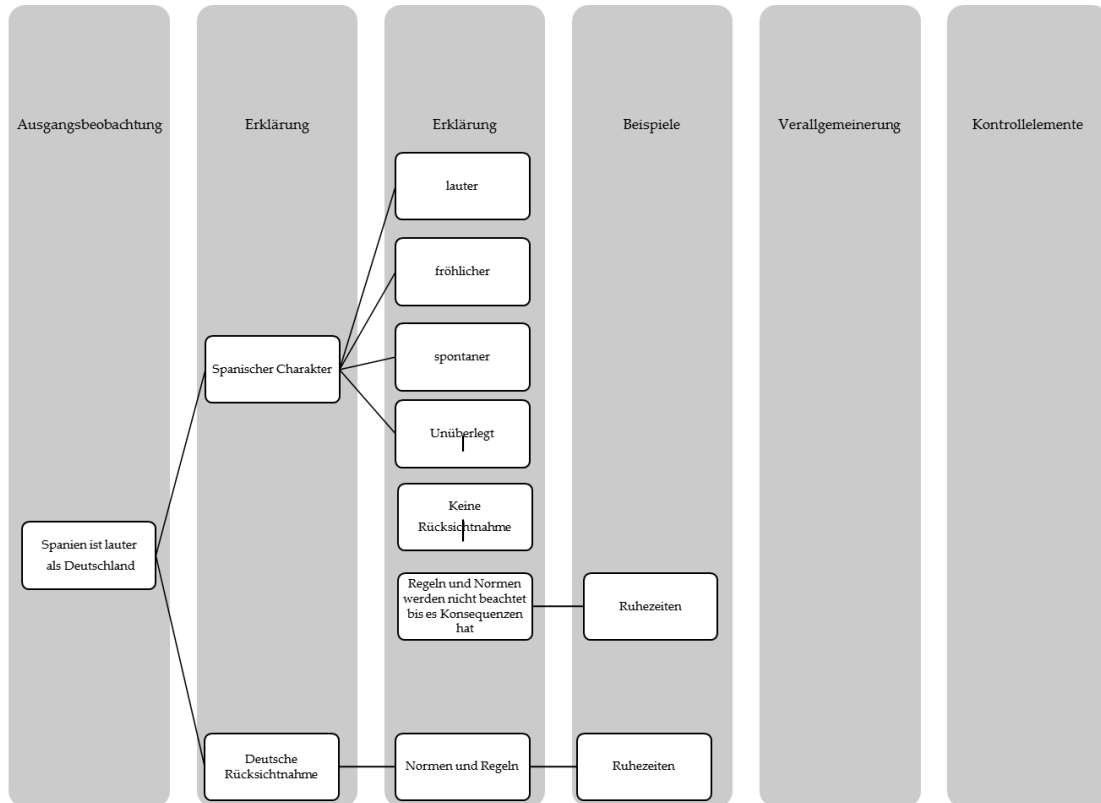 Ausgangsbeobachtung
Erklärung
Erklärung
Beispiele
Verallgemeinerung
Kontrollelemente
lauter
fröhlicher
spontaner
Spanischer Charakter
Unüberlegt
Keine
Rücksichtnahme
Spanien ist lauter
als Deutschland
Regeln und Normen
werden nicht beachtet
bis es Konsequenzen
hat
Ruhezeiten
Deutsche
Rücksichtnahme
Normen und Regeln
Ruhezeiten